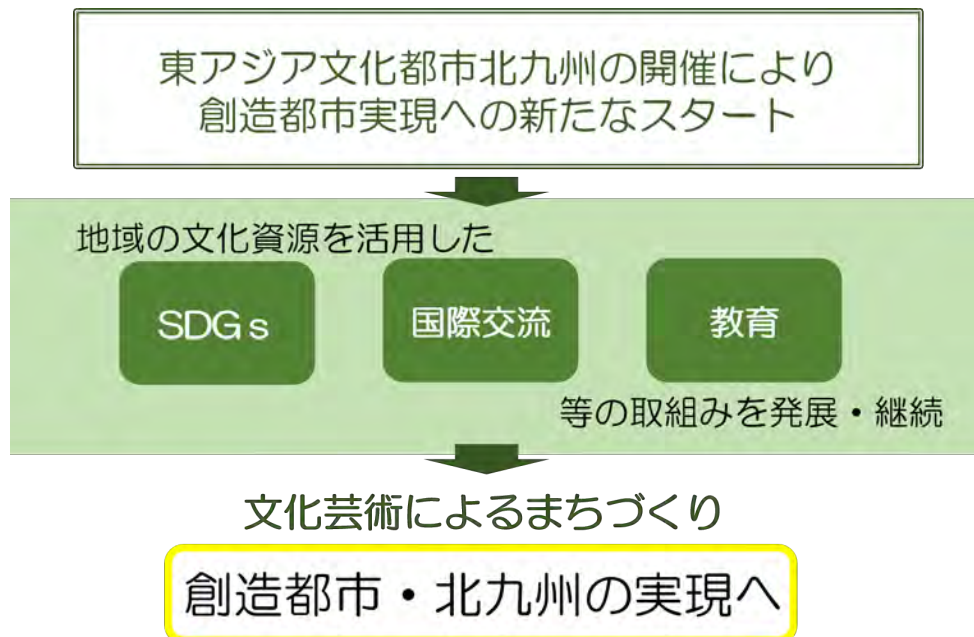 東アジア文化都市北九州の開催により
創造都市実現への新たなスタート
地域の文化資源を活用した
SDGs
国際交流
教育
等の取組みを発展・継続
文化芸術によるまちづくり
創造都市・北九州の実現へ